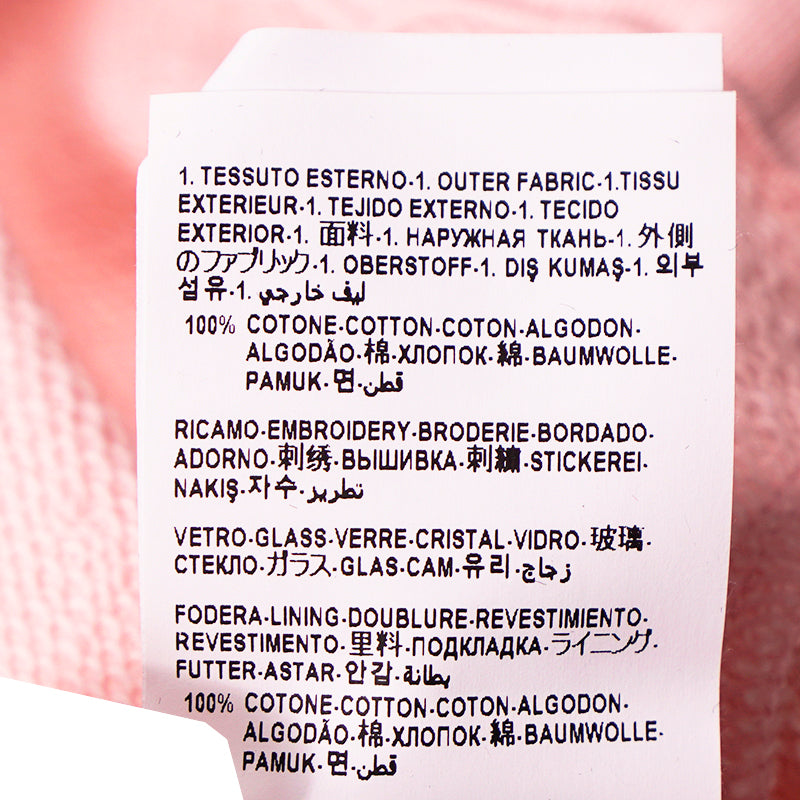 1. TESSUTO ESTERNO-1. OUTER FABRIC-1.TISSU
EXTERIEUR-1. TEJIDO EXTERNO-1. TECIDO
EXTERIOR-1. 面料-1. НАРУЖНАЯ ТКАНЬ-1. 外側
のファブリック-1. OBERSTOFF-1. DIŞ KUMAŞ-1. 외부
섬유-1. ليف خارجي
100% COTONE-COTTON-COTON-ALGODON-
ALGODÃO-棉-ХЛОПОК-綿-BAUMWOLLE-
PAMUK-면-قطن
RICAMO-EMBROIDERY-BRODERIE-BORDADO-
ADORNO-刺绣-ВЫШИВКА-刺繍-STICKEREI-
NAKIŞ-자수-تطريز
VETRO-GLASS-VERRE-CRISTAL-VIDRO-玻璃-
СТЕКЛО-ガラス-GLAS-CAM-유리-زجاج
FODERA-LINING-DOUBLURE-REVESTIMIENTO-
REVESTIMENTO-里料-ПОДКЛАДКА-ライニング-
FUTTER-ASTAR-안감-بطانة
100% COTONE-COTTON-COTON-ALGODON-
ALGODÃO-棉-ХЛОПОК-綿-BAUMWOLLE-
PAMUK-면-قطن